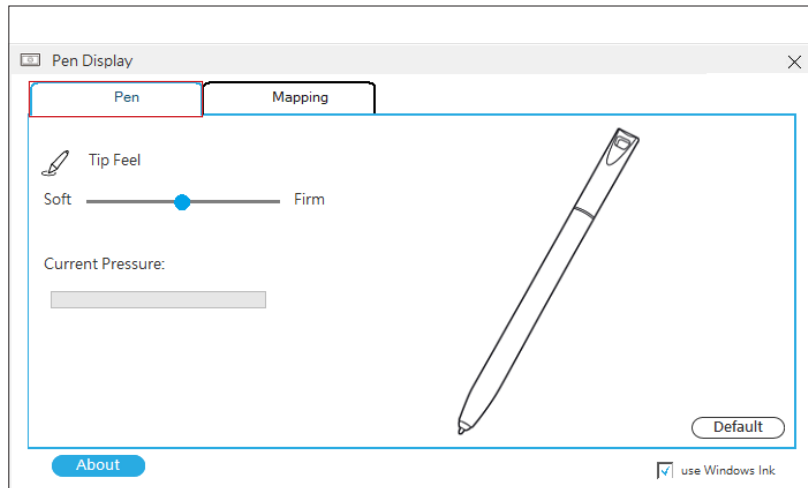 Pen Display
Pen
Mapping
Tip Feel
Soft
Firm
Current Pressure:
Default
About
use Windows Ink